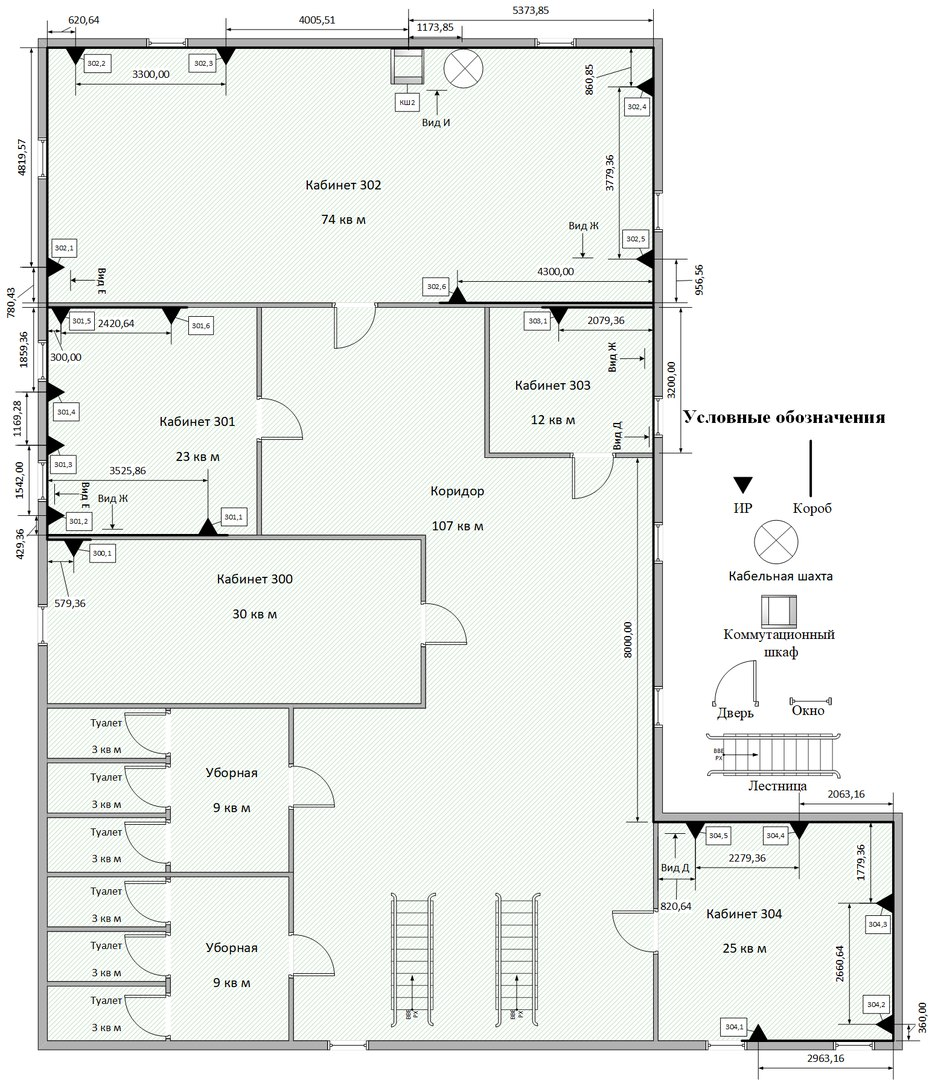 5373,85
620,64
4005,51
1173,85
302,2
302,3
3300,00
КШ2
Вид И
860,85
302,4
4819,57
3779,36
Кабинет 302
74 кв м
Вид Ж
302,5
302,1
Вид Е
4300,00
302,6
956,56
780,43
301,5
2420,64
301,6
303,1
2079,36
300,00
1859,36
Вид Ж
3200,00
Кабинет 303
12 кв м
Вид Д
301,4
1169,28
Кабинет 301
23 кв м
301,3
3525,86
1542,00
Вид Е
Вид Ж
301,2
301,1
429,36
Коридор
107 кв м
300,1
579,36
Кабинет 300
30 кв м
8000,00
Условные обозначения
ИР
Короб
Кабельная шахта
Коммутационный
шкаф
Дверь
Окно
ВВЕ
РХ
Лестница
Туалет
3 кв м
Туалет
3 кв м
Уборная
9 кв м
Туалет
3 кв м
Туалет
3 кв м
Туалет
3 кв м
Уборная
9 кв м
Туалет
3 кв м
ВВЕ
РХ
ВВЕ
РХ
2063,16
304,5
304,4
Вид Д
2279,36
1779,36
820,64
Кабинет 304
25 кв м
304,3
2660,64
304,2
304,1
360,00
2963,16